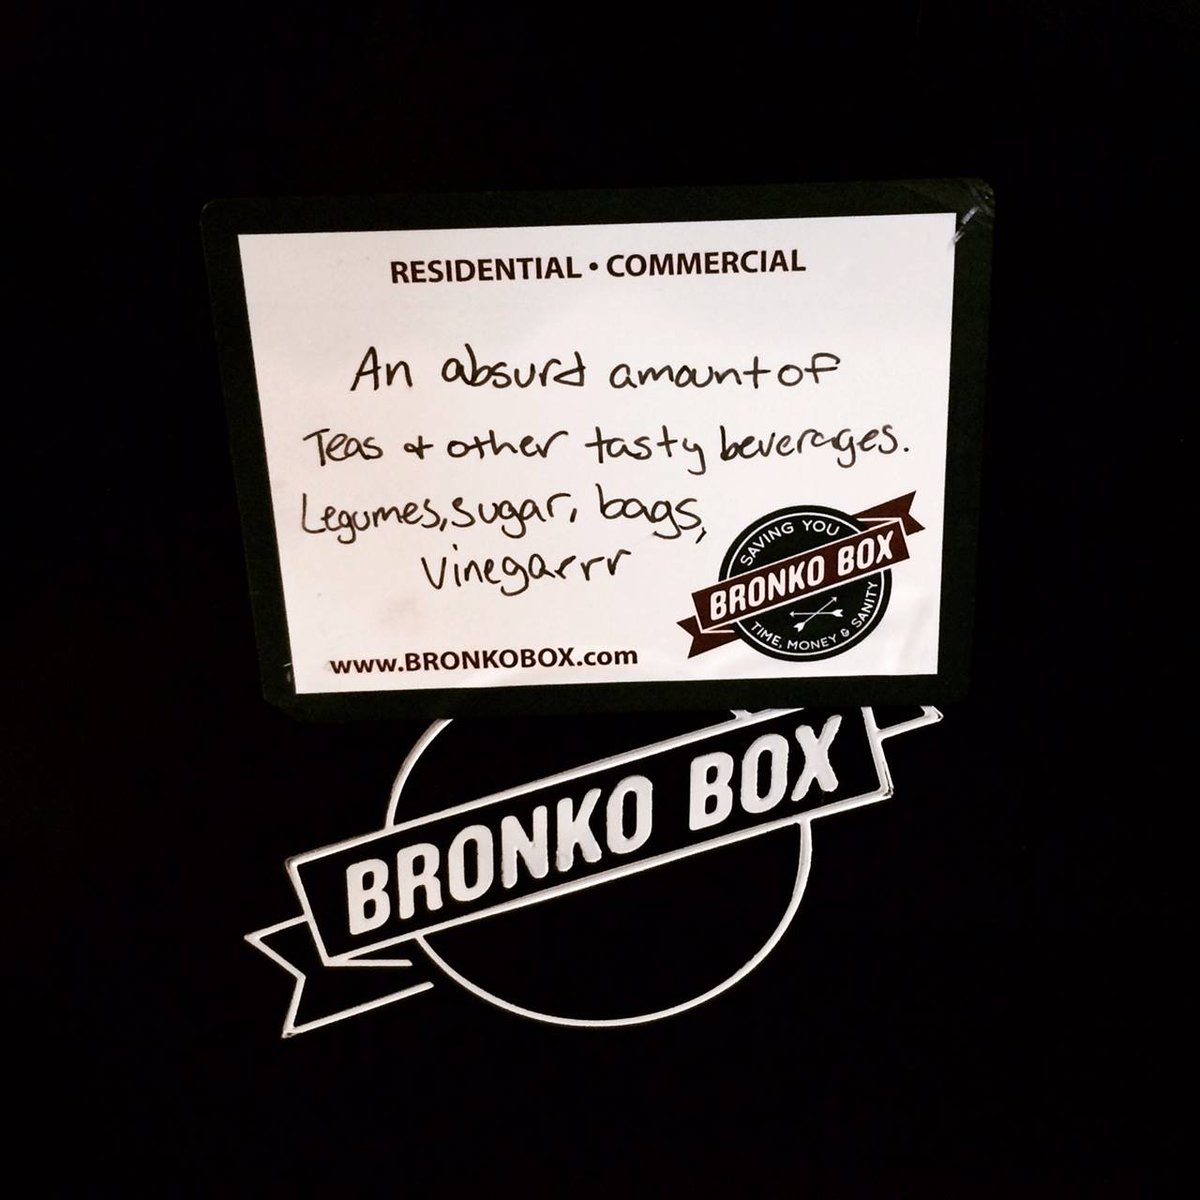 RESIDENTIAL • COMMERCIAL
An absurd amount of
Teas & other tasty beverages.
Legumes, sugar, bags,
Vinegarrr
SAVING YOU
BRONKO BOX
TIME, MONEY & SANITY
www.BRONKOBOX.com
BRONKO BOX